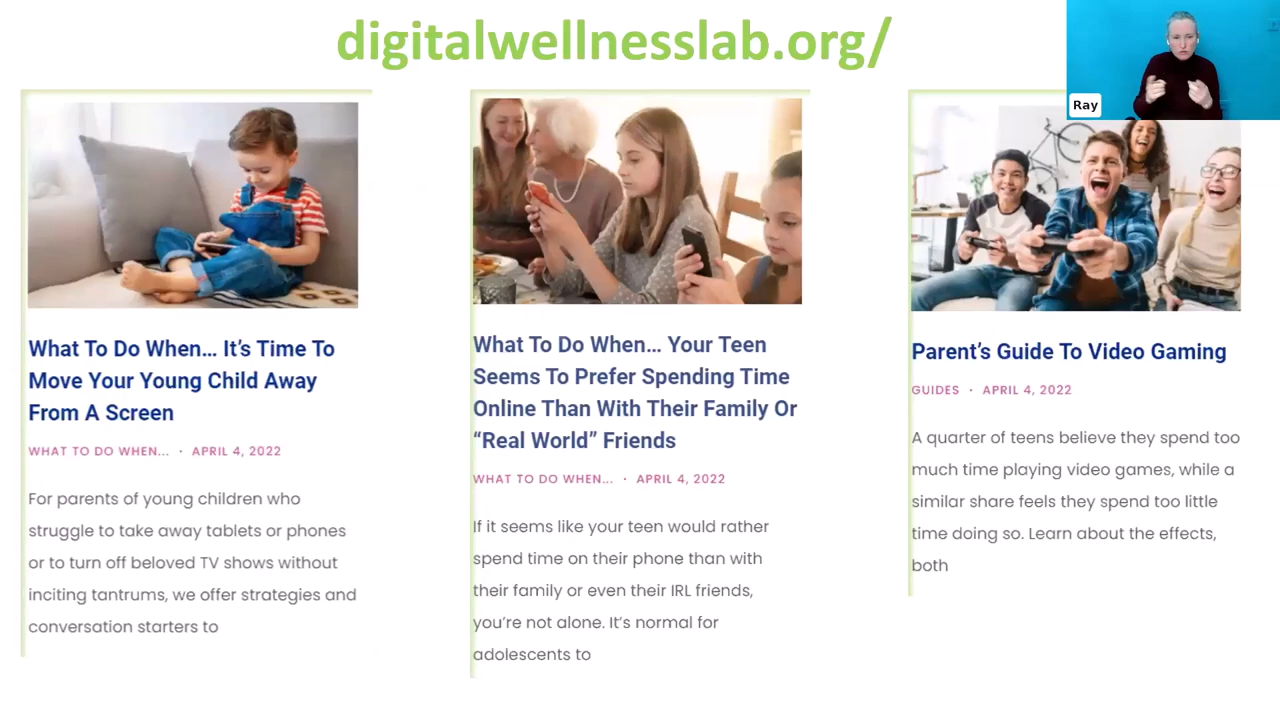 digitalwellnesslab.org/
Ray
What To Do When... It's Time To
Move Your Young Child Away
From A Screen
WHAT TO DO WHEN... · APRIL 4, 2022
For parents of young children who
struggle to take away tablets or phones
or to turn off beloved TV shows without
inciting tantrums, we offer strategies and
conversation starters to
What To Do When... Your Teen
Seems To Prefer Spending Time
Online Than With Their Family Or
“Real World” Friends
WHAT TO DO WHEN... · APRIL 4, 2022
If it seems like your teen would rather
spend time on their phone than with
their family or even their IRL friends,
you're not alone. It's normal for
adolescents to
Parent's Guide To Video Gaming
GUIDES · APRIL 4, 2022
A quarter of teens believe they spend too
much time playing video games, while a
similar share feels they spend too little
time doing so. Learn about the effects,
both